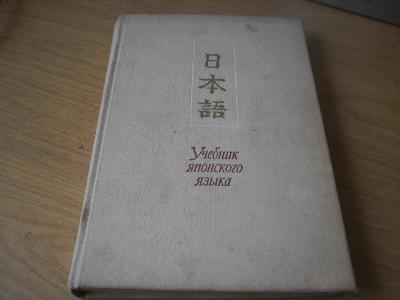 日本語
Учебник
японского
языка